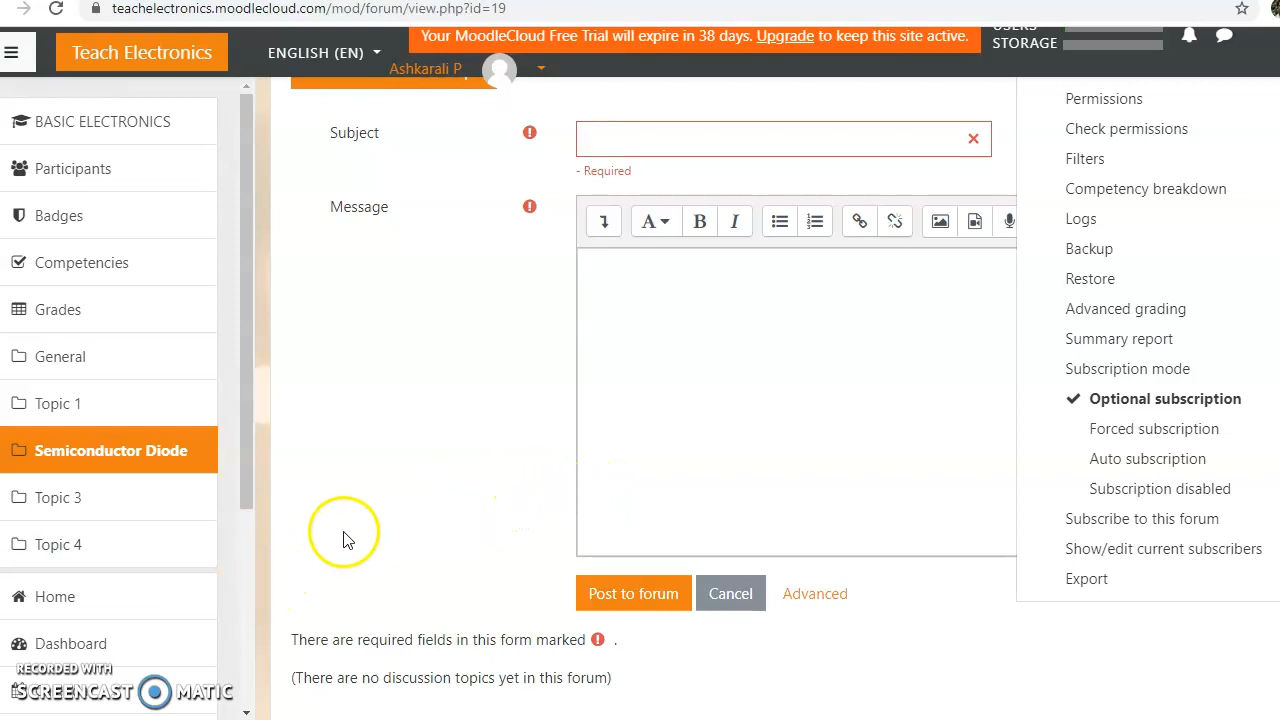 teachelectronics.moodlecloud.com/mod/forum/view.php?id=19
Teach Electronics
ENGLISH (EN)
Your MoodleCloud Free Trial will expire in 38 days. Upgrade to keep this site active.
STORAGE
Ashkarali P
BASIC ELECTRONICS
Participants
Badges
Competencies
Grades
General
Topic 1
Semiconductor Diode
Topic 3
Topic 4
Home
Dashboard
RECORDED WITH
SCREENCAST MATIC
Subject
- Required
Message
A B I
Post to forum Cancel Advanced
There are required fields in this form marked .
(There are no discussion topics yet in this forum)
Permissions
Check permissions
Filters
Competency breakdown
Logs
Backup
Restore
Advanced grading
Summary report
Subscription mode
Optional subscription
Forced subscription
Auto subscription
Subscription disabled
Subscribe to this forum
Show/edit current subscribers
Export